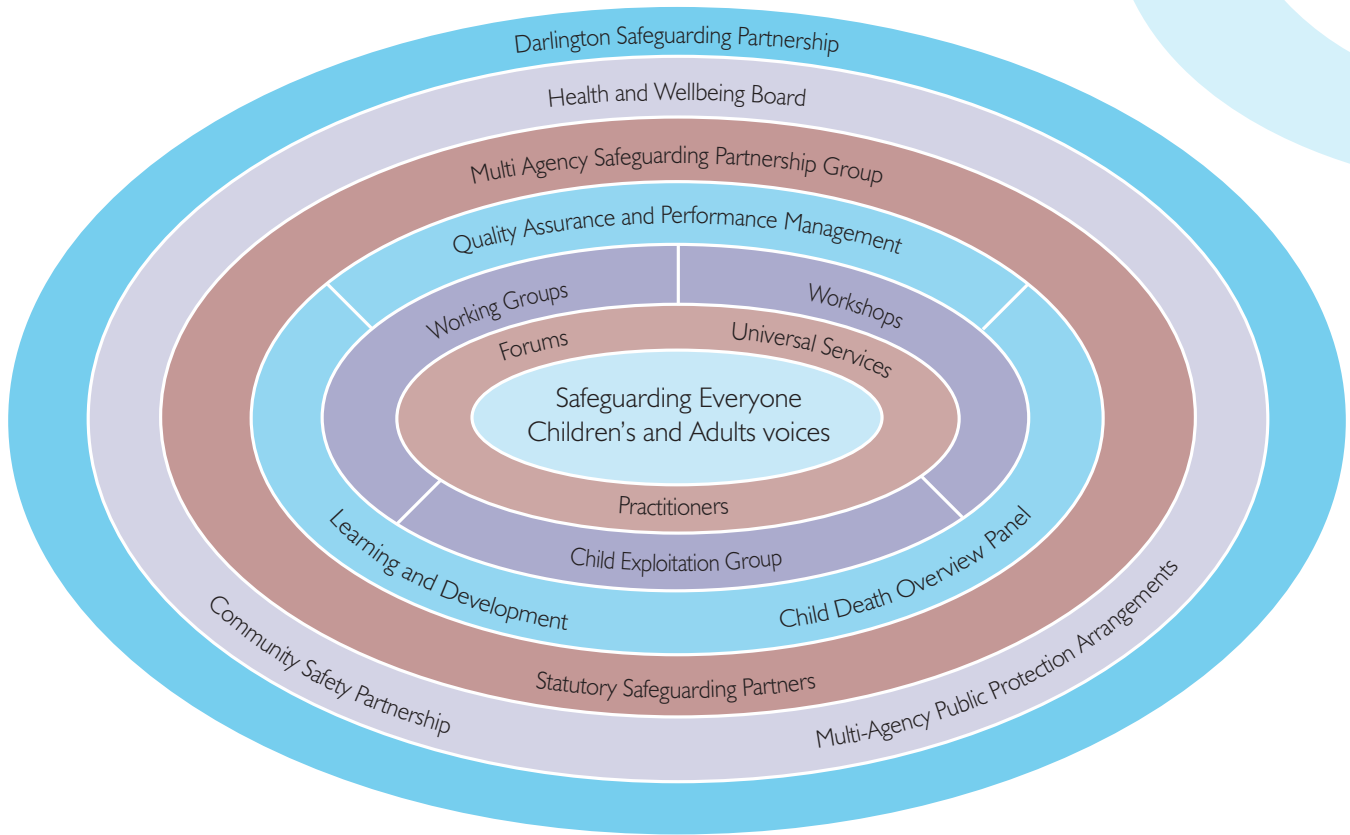 Darlington Safeguarding Partnership
Health and Wellbeing Board
Multi Agency Safeguarding Partnership Group
Quality Assurance and Performance Management
Working Groups
Workshops
Forums
Universal Services
Safeguarding Everyone
Children’s and Adults voices
Practitioners
Child Exploitation Group
Learning and Development
Child Death Overview Panel
Statutory Safeguarding Partners
Community Safety Partnership
Multi-Agency Public Protection Arrangements